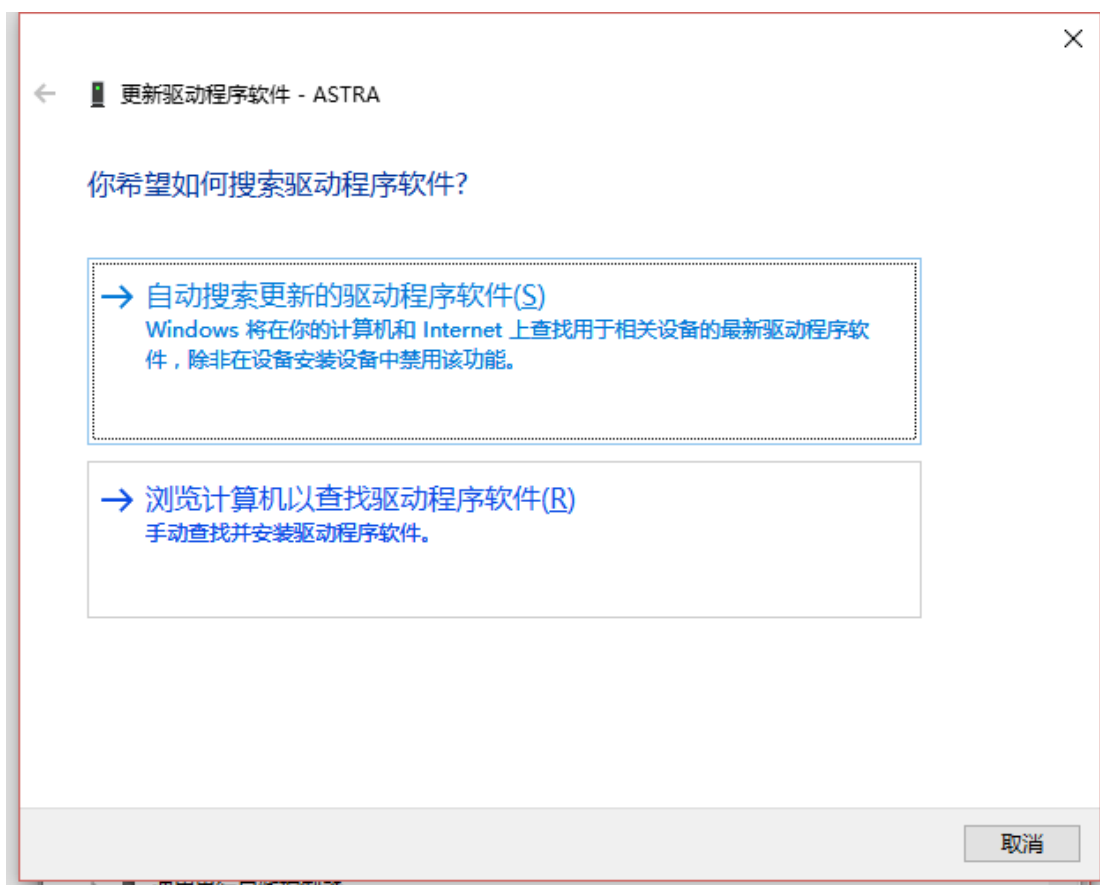 更新驱动程序软件 - ASTRA
你希望如何搜索驱动程序软件?
自动搜索更新的驱动程序软件(S)
Windows 将在你的计算机和 Internet 上查找用于相关设备的最新驱动程序软
件，除非在设备安装设备中禁用该功能。
浏览计算机以查找驱动程序软件(R)
手动查找并安装驱动程序软件。
取消